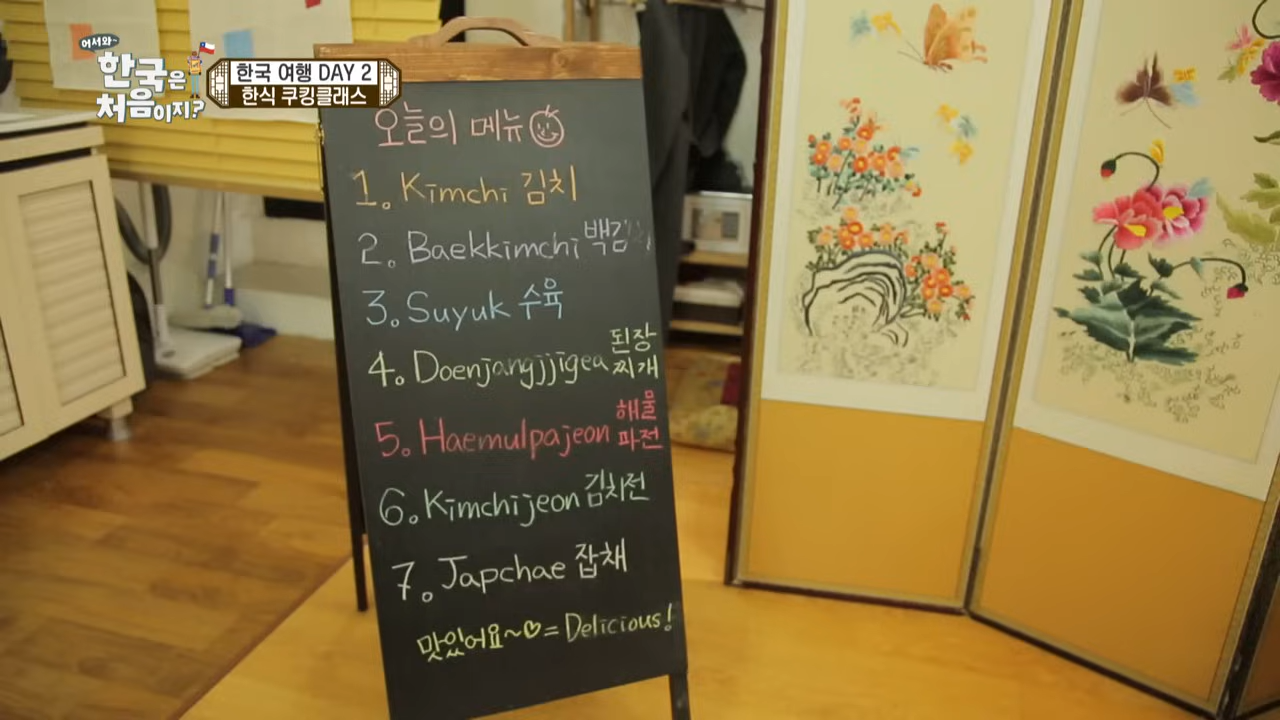 어서와~
한국은
처음이지?
한국 여행 DAY 2
한식 쿠킹클래스
오늘의 메뉴
1. Kimchi 김치
2. Baekkimchi
3. Suyuk 수육
4. Doenjangjjigea 된장찌개
5. Haemulpajeon 해물파전
6. Kimchijeon 김치전
7. Japchae 잡채
맛있어요~♡= Delicious!